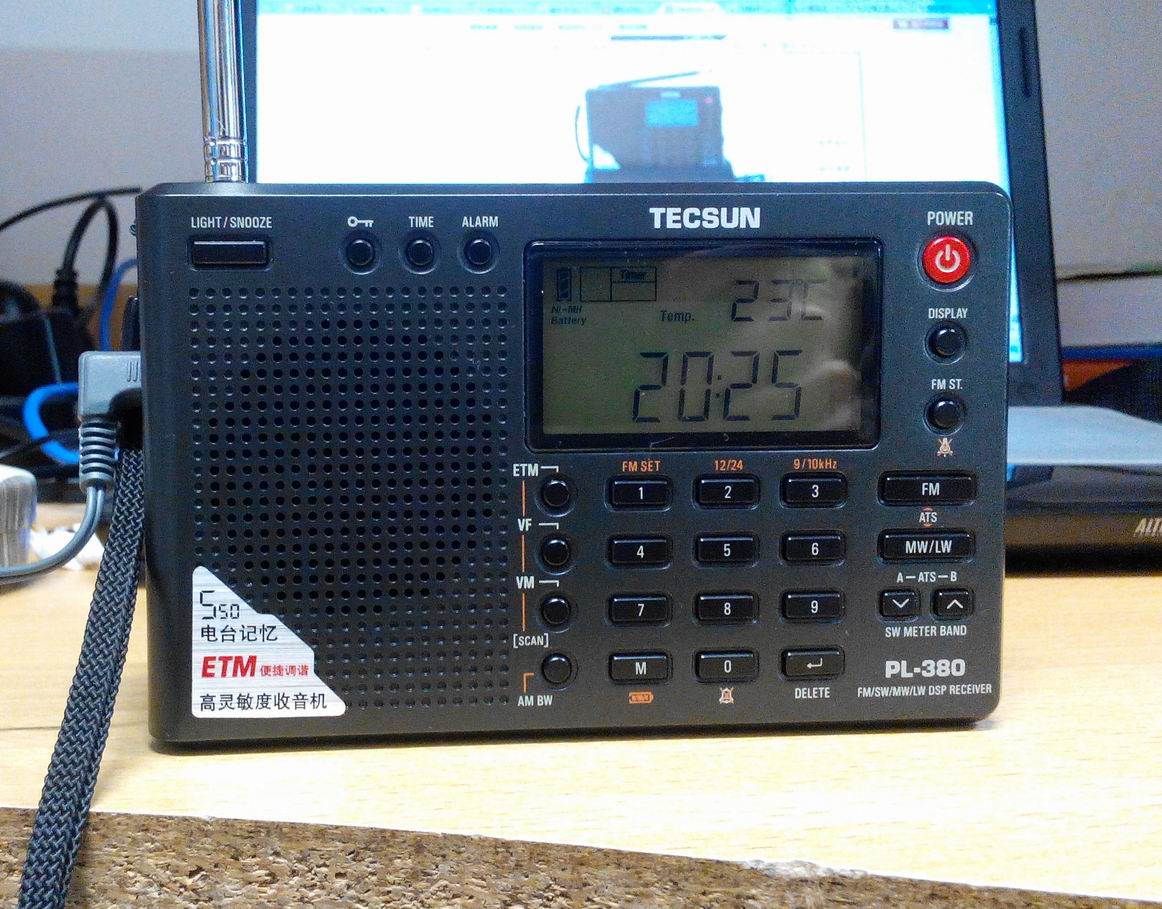 LIGHT / SNOOZE
TIME
ALARM
TECSUN
POWER
Timer
Ni-MH
Battery
Temp.
23℃
20:25
DISPLAY
FM ST.
ETM
VF
VM
[SCAN]
AM BW
FM SET
12/24
9/10kHz
1
2
3
FM
ATS
4
5
6
MW/LW
A — ATS — B
7
8
9
SW METER BAND
M
0
DELETE
PL-380
FM/SW/MW/LW DSP RECEIVER
550
电台记忆
ETM 便捷调谐
高灵敏度收音机